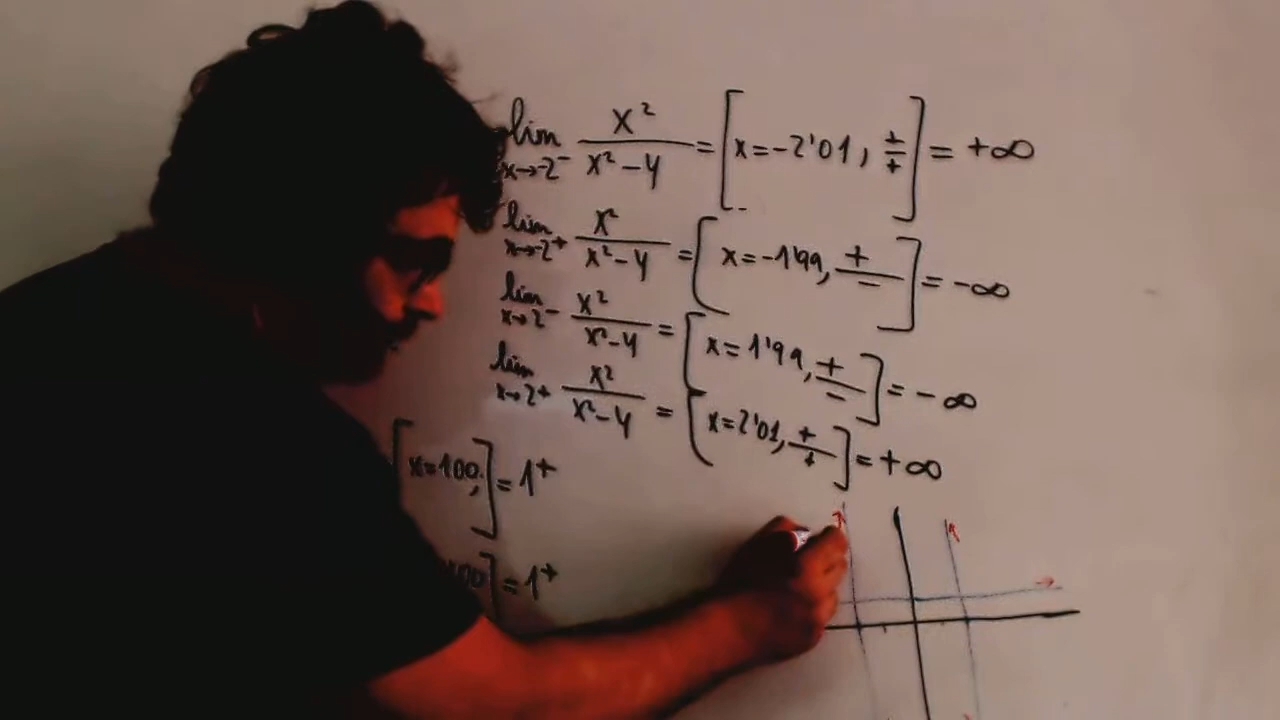 lim x→-2⁻ x²/x²-4 = [x=-2'01, +/+] = +∞
lim x→-2⁺ x²/x²-4 = [x=-1'99, +/-] = -∞
lim x→2⁻ x²/x²-4 = [x=1'99, +/-] = -∞
lim x→2⁺ x²/x²-4 = [x=2'01, +/+] = +∞
[x=100,] = 1⁺
00] = 1⁺